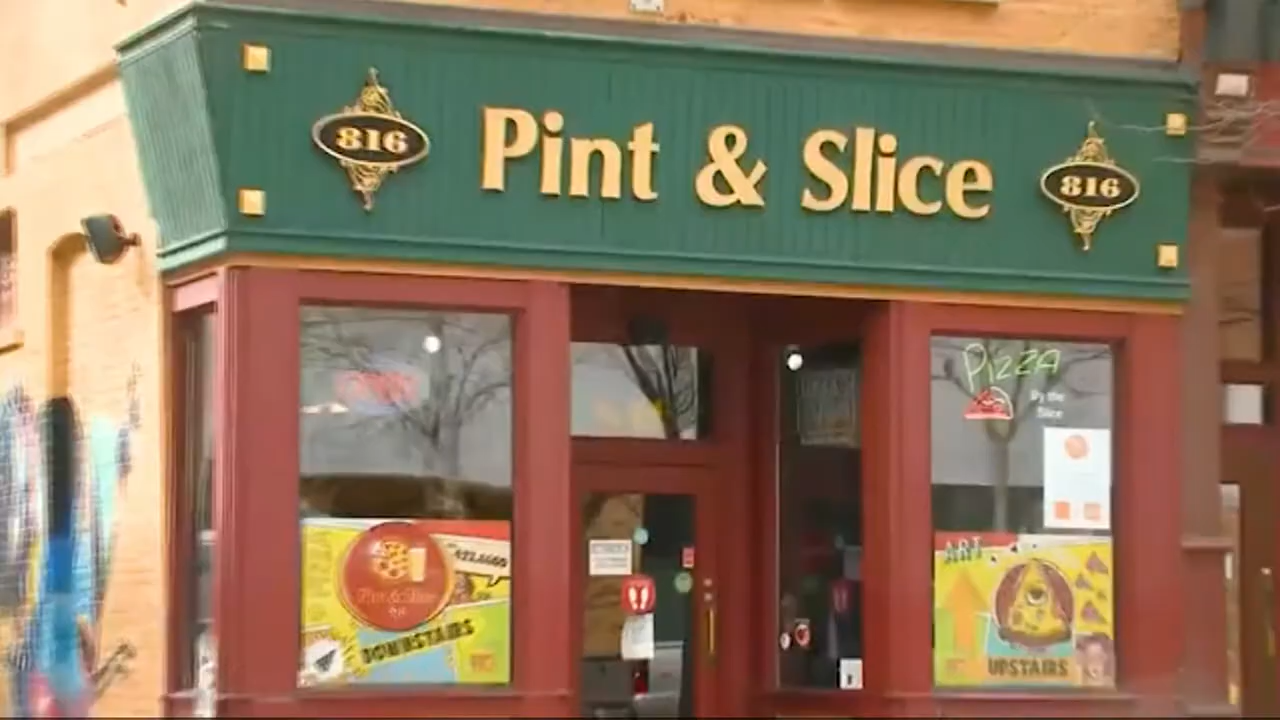 816
Pint & Slice
816
PizzA
By the
Slice
Pint & Slice
DOWNSTAIRS
ART
UPSTAIRS